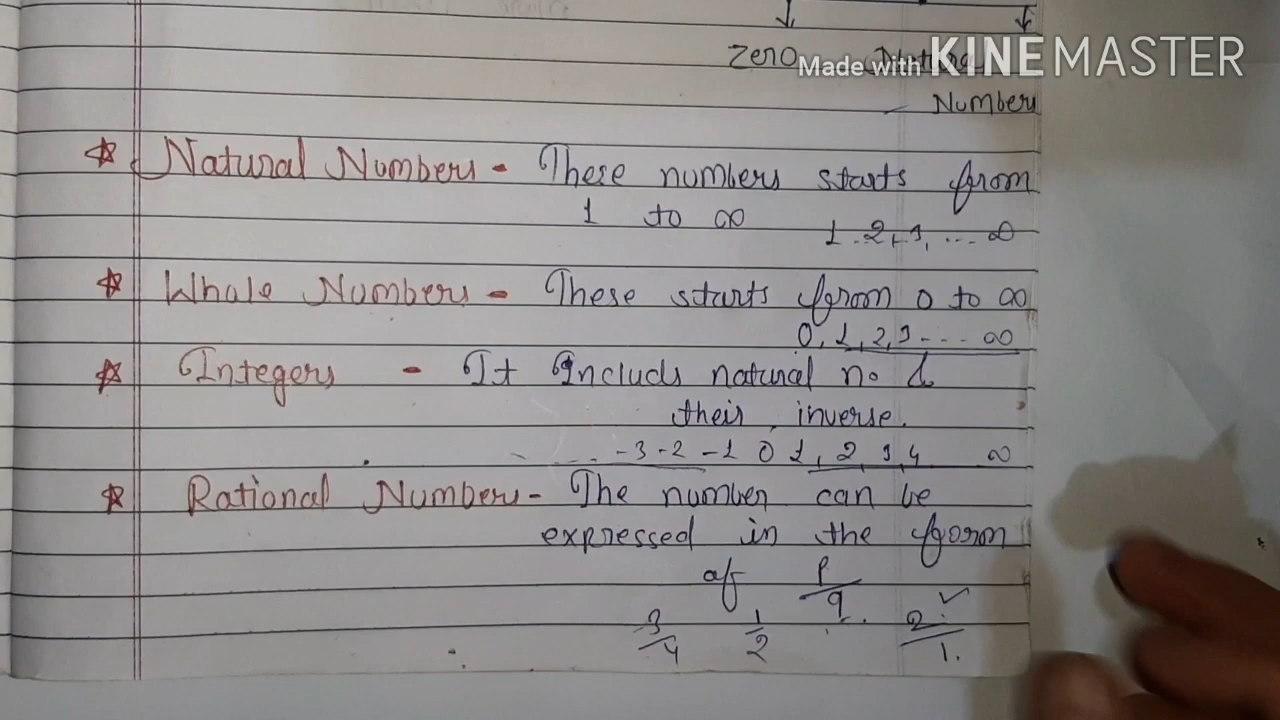 Zero Natural
Made with KINEMASTER
Numbers
Natural Numbers - These numbers starts from
1 to ∞ 1 2, 3, ... ∞
Whole Numbers - These starts from 0 to ∞
0, 1, 2, 3 - - - ∞
Integers - It Includs natural no &
their inverse.
... -3 -2 -1 0 1, 2, 3, 4 ∞
Rational Numbers - The number can be
expressed in the form
of P/q.
3/4 1/2 2/1.